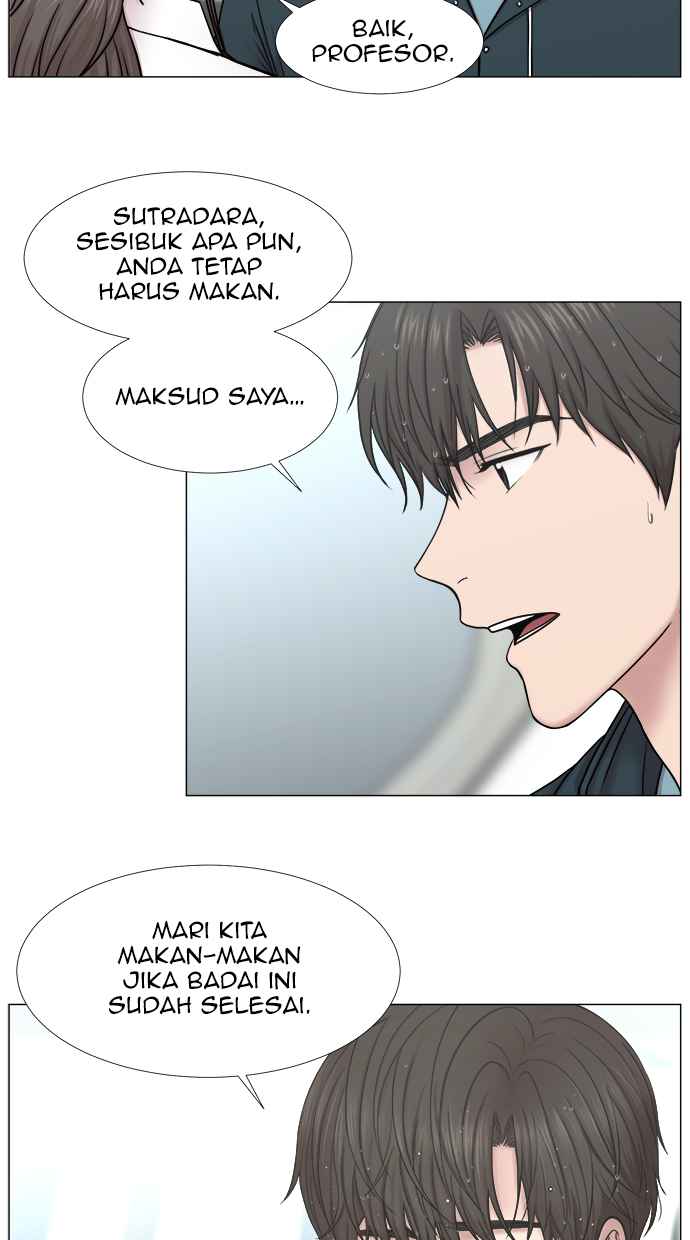 BAIK,
PROFESOR.
SUTRADARA,
SESIBUK APA PUN,
ANDA TETAP
HARUS MAKAN.
MAKSUD SAYA...
MARI KITA
MAKAN-MAKAN
JIKA BADAI INI
SUDAH SELESAI.